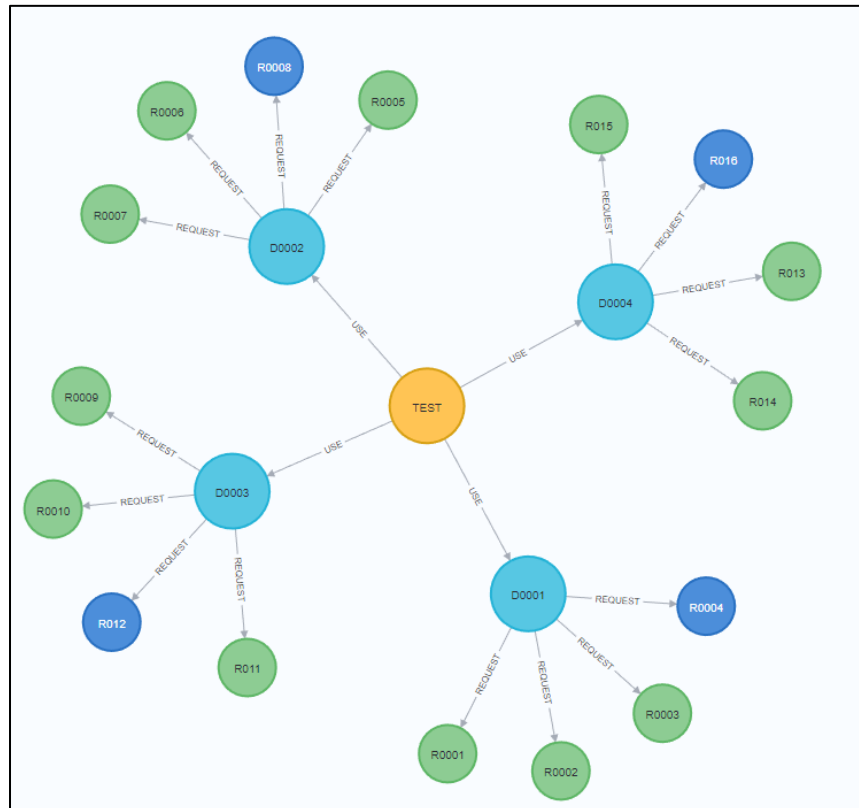 R0008
R0005
R0006
REQUEST
REQUEST
REQUEST
R0007
REQUEST
D0002
R015
R016
REQUEST
REQUEST
R013
REQUEST
D0004
REQUEST
R014
USE
USE
TEST
R0009
REQUEST
USE
D0003
R0010
REQUEST
REQUEST
REQUEST
R012
R011
USE
D0001
REQUEST
R0004
REQUEST
REQUEST
REQUEST
R0003
R0001
R0002